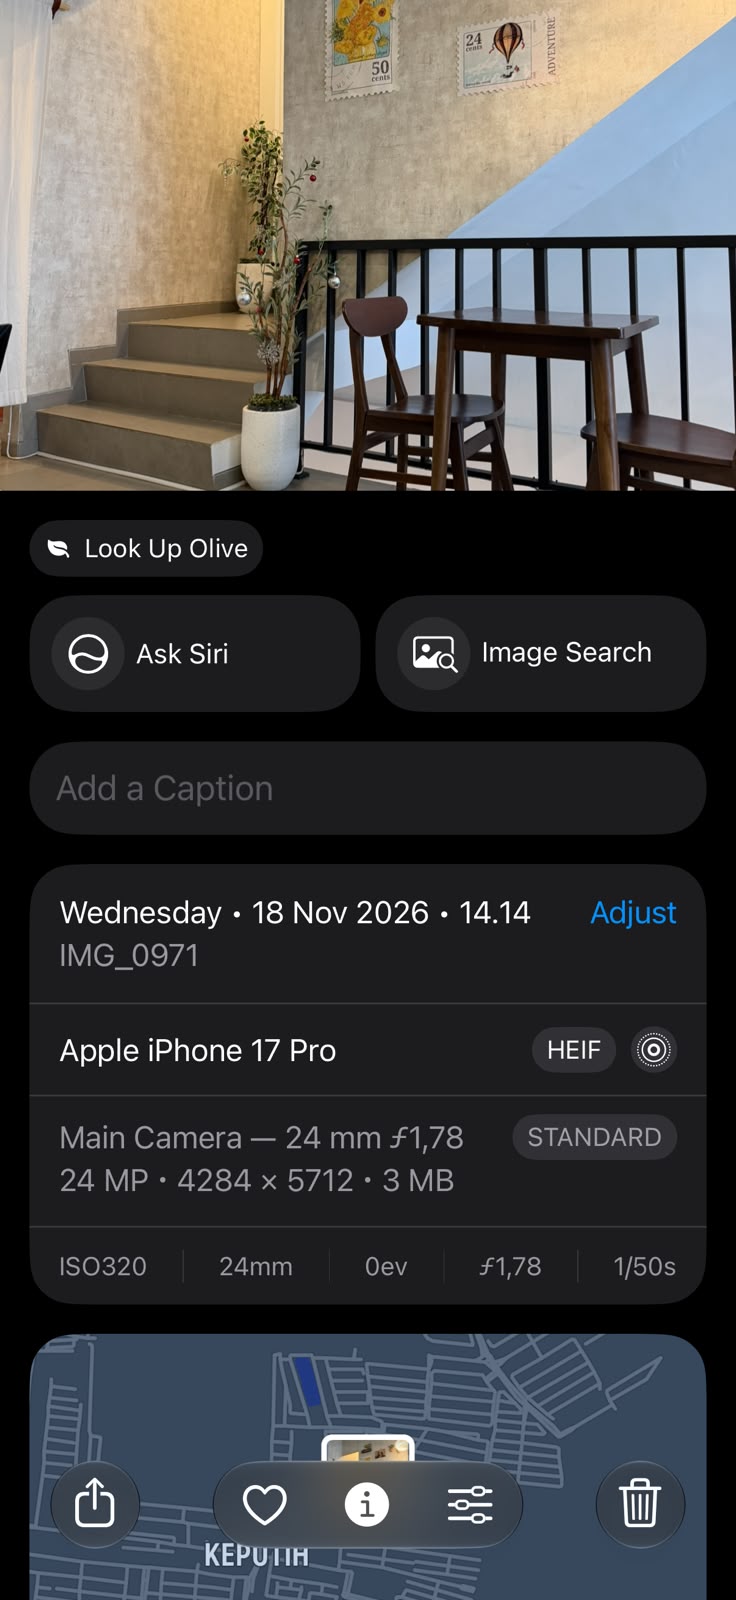 50
cents
24
cents
ADVENTURE
Look Up Olive
Ask Siri
Image Search
Add a Caption
Wednesday • 18 Nov 2026 • 14.14
Adjust
IMG_0971
Apple iPhone 17 Pro
HEIF
Main Camera — 24 mm ƒ1,78
STANDARD
24 MP • 4284 × 5712 • 3 MB
ISO320
24mm
0ev
ƒ1,78
1/50s
KEPUTIH